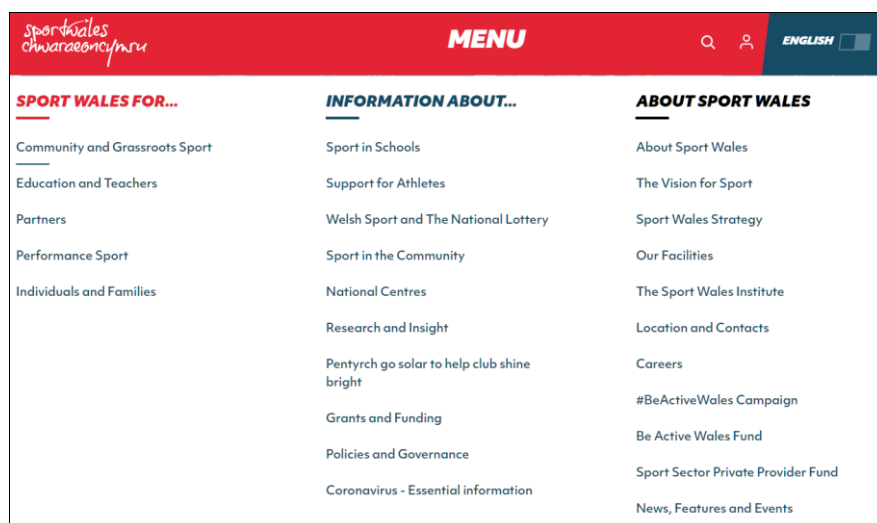 sportwales
chwaraeoncymru
MENU
ENGLISH
SPORT WALES FOR...
Community and Grassroots Sport
Education and Teachers
Partners
Performance Sport
Individuals and Families
INFORMATION ABOUT...
Sport in Schools
Support for Athletes
Welsh Sport and The National Lottery
Sport in the Community
National Centres
Research and Insight
Pentyrch go solar to help club shine
bright
Grants and Funding
Policies and Governance
Coronavirus - Essential information
ABOUT SPORT WALES
About Sport Wales
The Vision for Sport
Sport Wales Strategy
Our Facilities
The Sport Wales Institute
Location and Contacts
Careers
#BeActiveWales Campaign
Be Active Wales Fund
Sport Sector Private Provider Fund
News, Features and Events